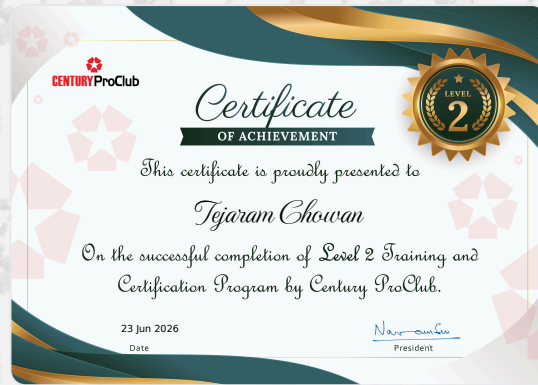 CENTURY ProClub
Certificate
OF ACHIEVEMENT
LEVEL
2
This certificate is proudly presented to
Tejaram Chowan
On the successful completion of Level 2 Training and
Certification Program by Century ProClub.
23 Jun 2026
Date
President